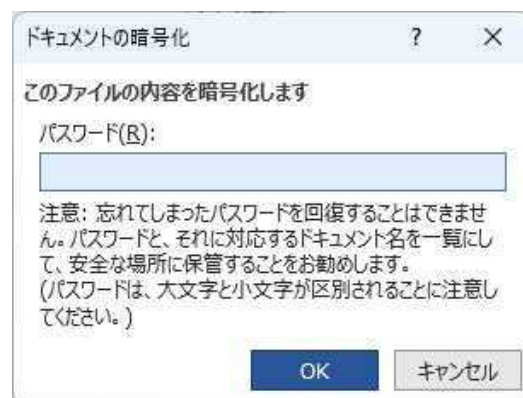 ドキュメントの暗号化 ? ×
このファイルの内容を暗号化します
パスワード(R):
注意: 忘れてしまったパスワードを回復することはできませ
ん。パスワードと、それに対応するドキュメント名を一覧にし
て、安全な場所に保管することをお勧めします。
(パスワードは、大文字と小文字が区別されることに注意し
てください。)
OK キャンセル